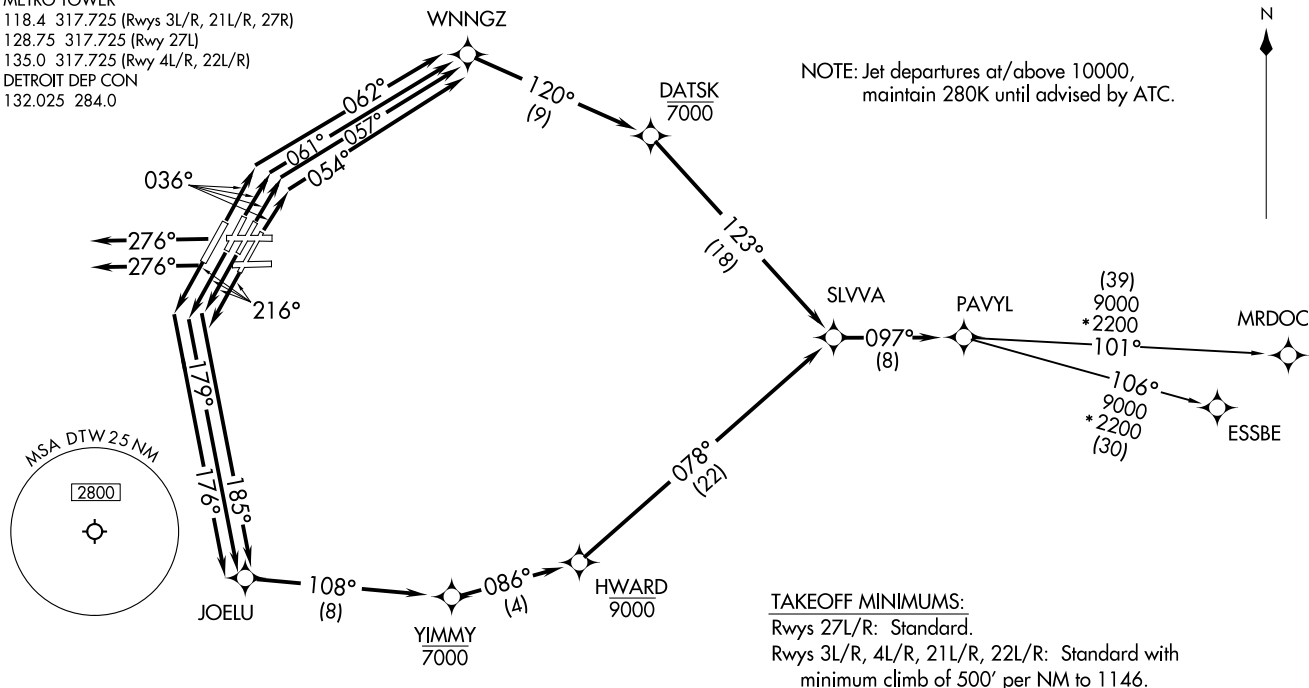 METRO TOWER
118.4 317.725 (Rwys 3L/R, 21L/R, 27R)
128.75 317.725 (Rwy 27L)
135.0 317.725 (Rwy 4L/R, 22L/R)
DETROIT DEP CON
132.025 284.0
WNNGZ
N
NOTE: Jet departures at/above 10000,
maintain 280K until advised by ATC.
120°
(9)
DATSK
7000
062°
061°
057°
054°
036°
276°
276°
216°
123°
(18)
SLVVA
097°
(8)
PAVYL
(39)
9000
*2200
101°
MRDOC
106°
9000
*2200
(30)
ESSBE
179°
176°
185°
MSA DTW 25 NM
2800
078°
(22)
JOELU
108°
(8)
YIMMY
7000
086°
(4)
HWARD
9000
TAKEOFF MINIMUMS:
Rwys 27L/R: Standard.
Rwys 3L/R, 4L/R, 21L/R, 22L/R: Standard with
minimum climb of 500' per NM to 1146.